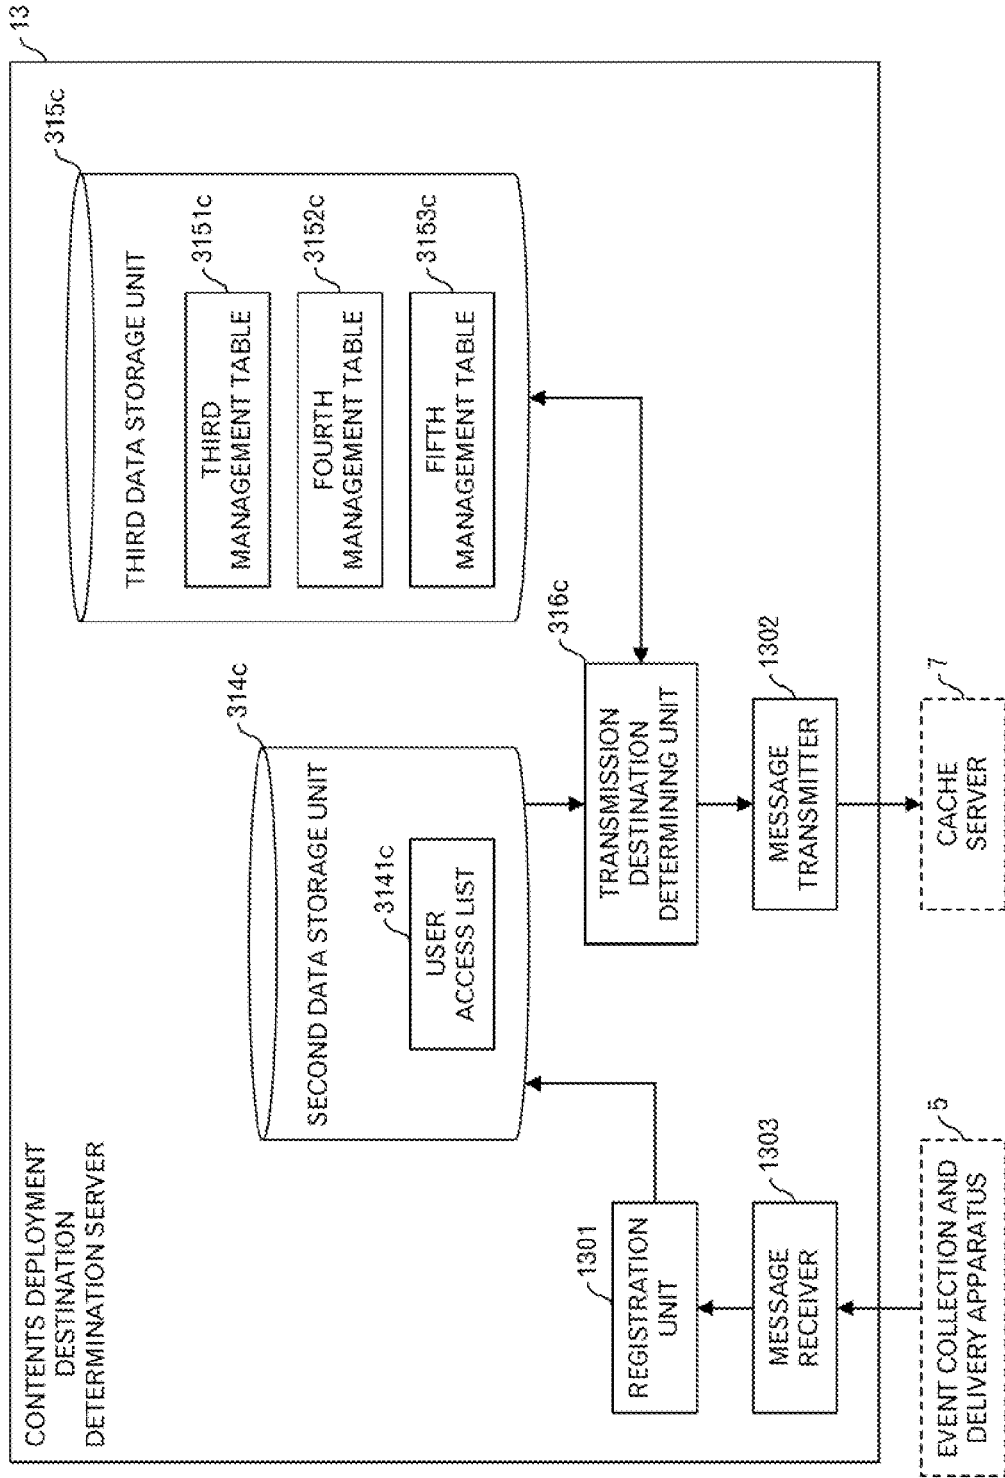 13
CONTENTS DEPLOYMENT
DESTINATION
DETERMINATION SERVER
315c
THIRD DATA STORAGE UNIT
3151c
THIRD
MANAGEMENT TABLE
3152c
FOURTH
MANAGEMENT TABLE
3153c
FIFTH
MANAGEMENT TABLE
314c
SECOND DATA STORAGE UNIT
3141c
USER
ACCESS LIST
1301
REGISTRATION
UNIT
316c
TRANSMISSION
DESTINATION
DETERMINING UNIT
1303
MESSAGE
RECEIVER
1302
MESSAGE
TRANSMITTER
5
EVENT COLLECTION AND
DELIVERY APPARATUS
7
CACHE
SERVER